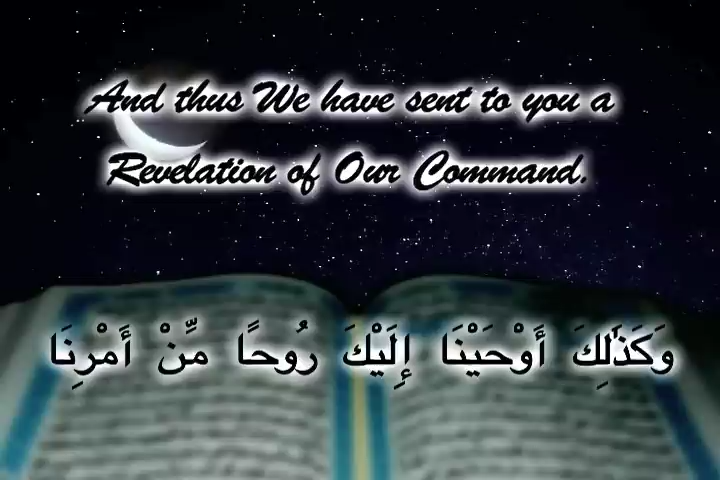 And thus We have sent to you a
Revelation of Our Command.
وَكَذَٰلِكَ أَوْحَيْنَا إِلَيْكَ رُوحًا مِّنْ أَمْرِنَا